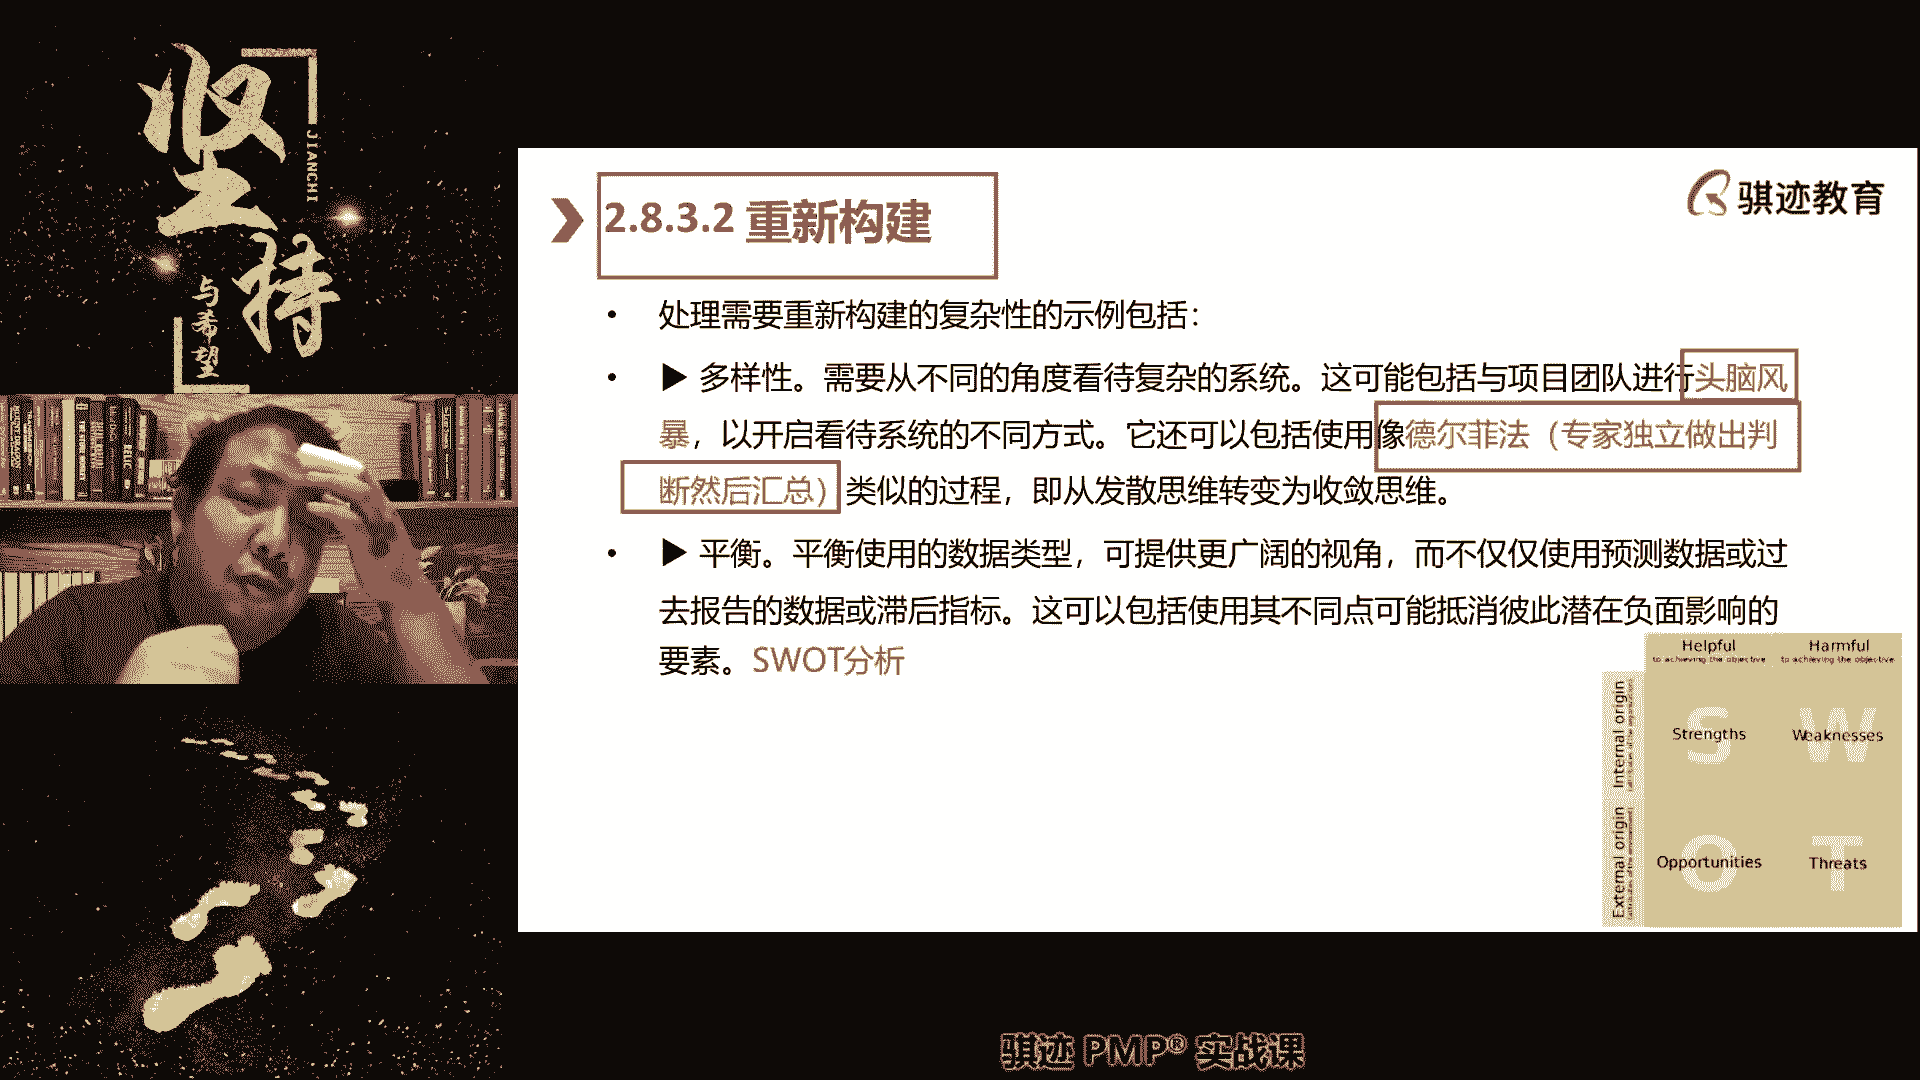 坚持
JIANCHI
与希望
骐迹教育
2.8.3.2 重新构建
• 处理需要重新构建的复杂性的示例包括：
• ▶ 多样性。需要从不同的角度看待复杂的系统。这可能包括与项目团队进行头脑风
暴，以开启看待系统的不同方式。它还可以包括使用像德尔菲法（专家独立做出判
断然后汇总）类似的过程，即从发散思维转变为收敛思维。
• ▶ 平衡。平衡使用的数据类型，可提供更广阔的视角，而不仅仅使用预测数据或过
去报告的数据或滞后指标。这可以包括使用其不同点可能抵消彼此潜在负面影响的
要素。SWOT分析
Helpful
to achieving the objective
Harmful
to achieving the objective
Internal origin
S
Strengths
W
Weaknesses
External origin
O
Opportunities
T
Threats
骐迹 PMP® 实战课